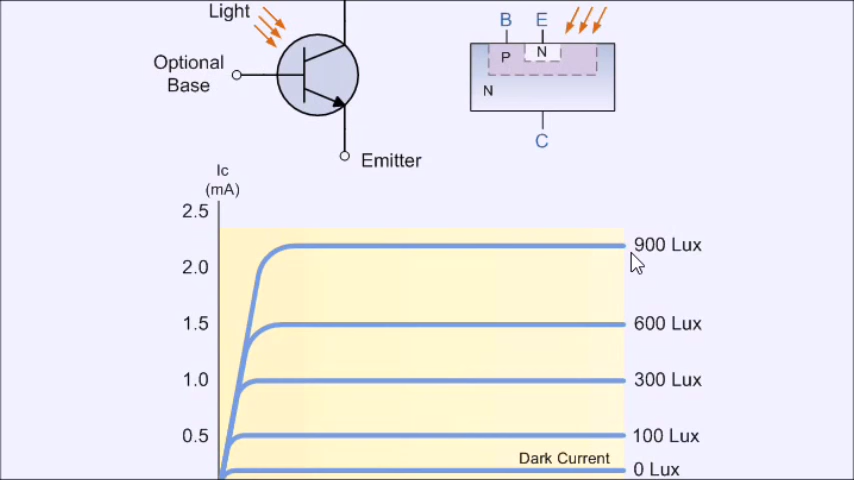 Light
Optional
Base
Emitter
B E
P N
N
C
Ic
(mA)
2.5
2.0
1.5
1.0
0.5
900 Lux
600 Lux
300 Lux
100 Lux
Dark Current
0 Lux